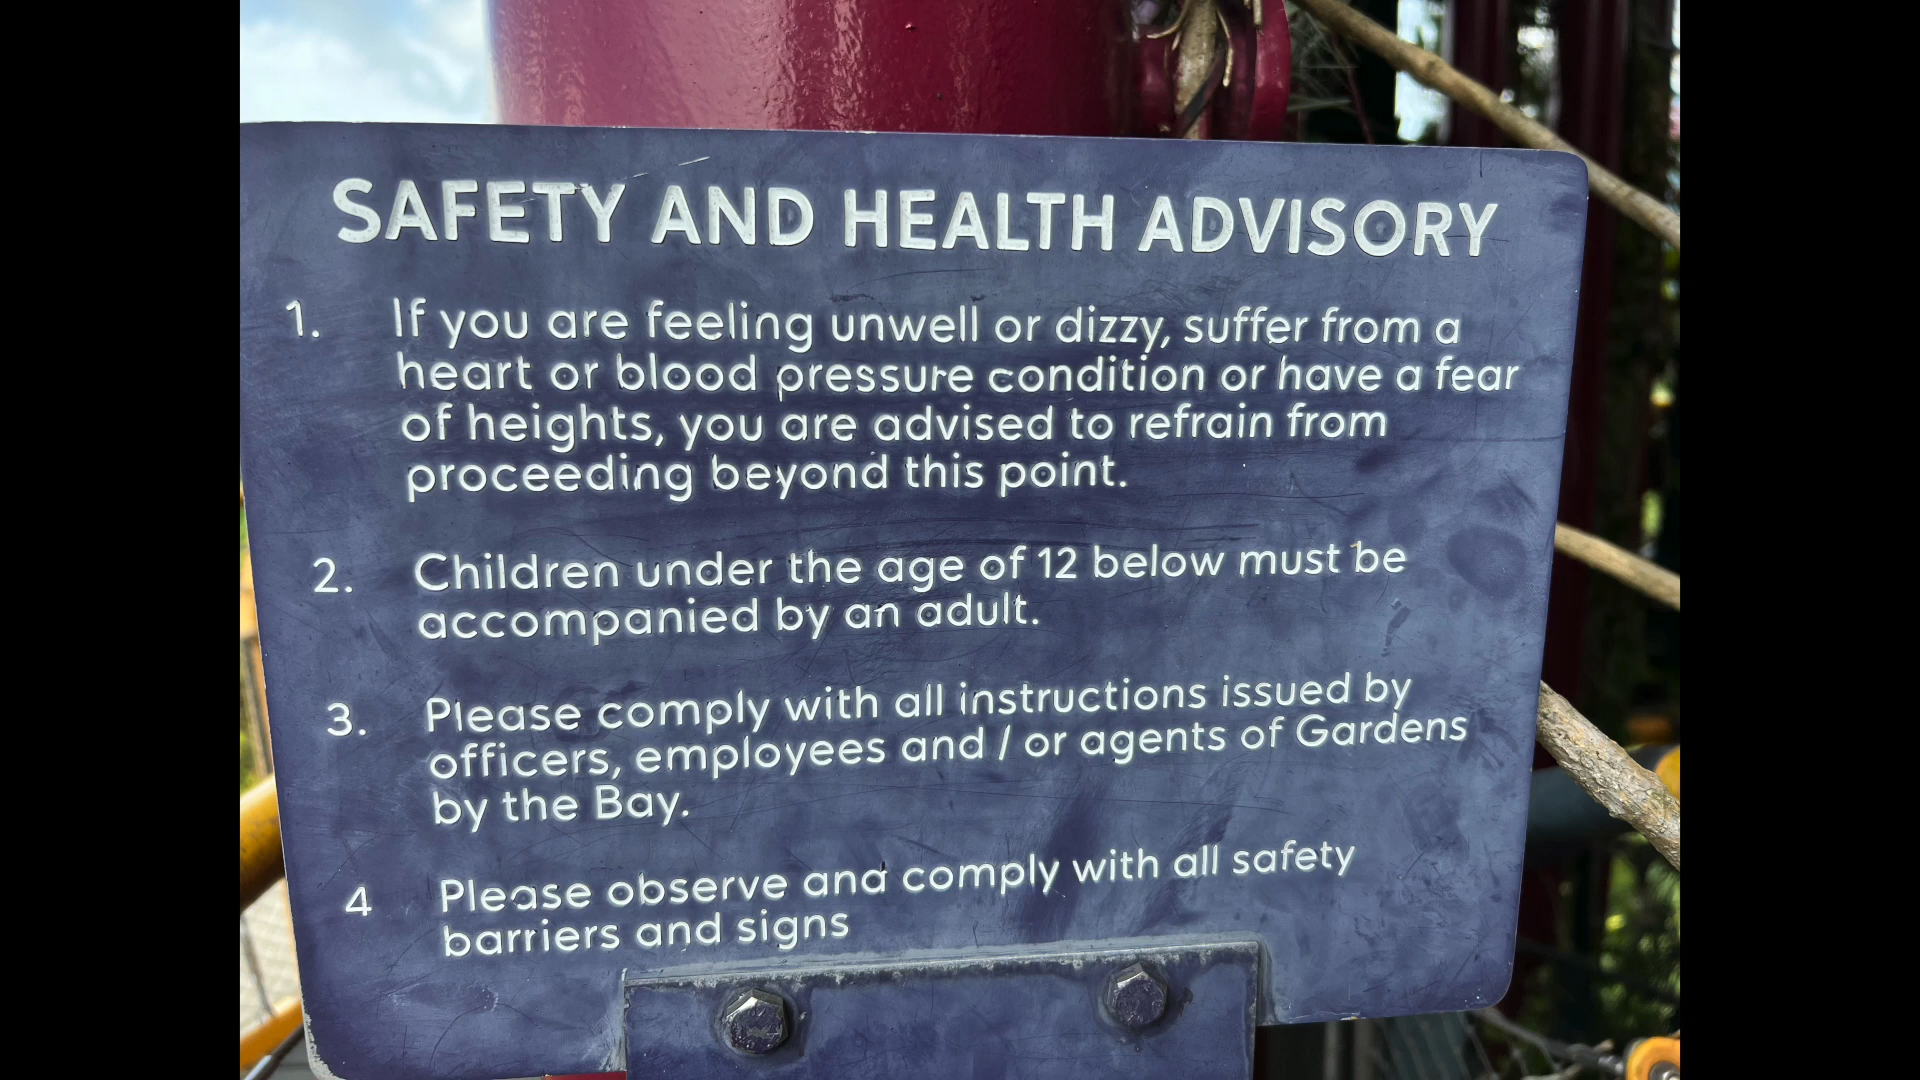 SAFETY AND HEALTH ADVISORY
1. If you are feeling unwell or dizzy, suffer from a
heart or blood pressure condition or have a fear
of heights, you are advised to refrain from
proceeding beyond this point.
2. Children under the age of 12 below must be
accompanied by an adult.
3. Please comply with all instructions issued by
officers, employees and / or agents of Gardens
by the Bay.
4 Please observe and comply with all safety
barriers and signs